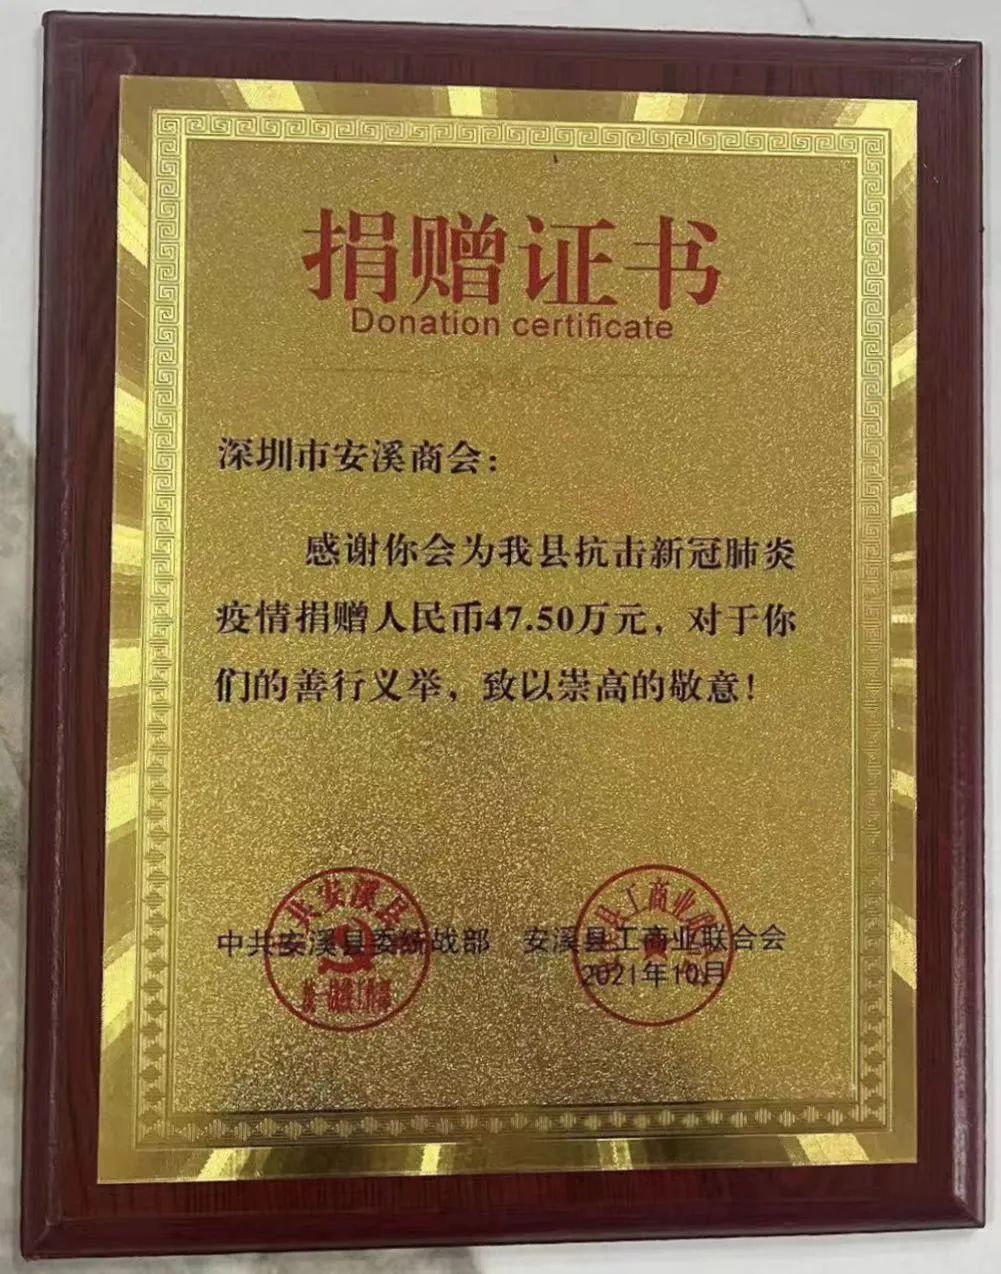 捐赠证书
Donation certificate
深圳市安溪商会：
感谢你会为我县抗击新冠肺炎
疫情捐赠人民币47.50万元，对于你
们的善行义举，致以崇高的敬意！
中共安溪县委统战部 安溪县工商业联合会
2021年10月